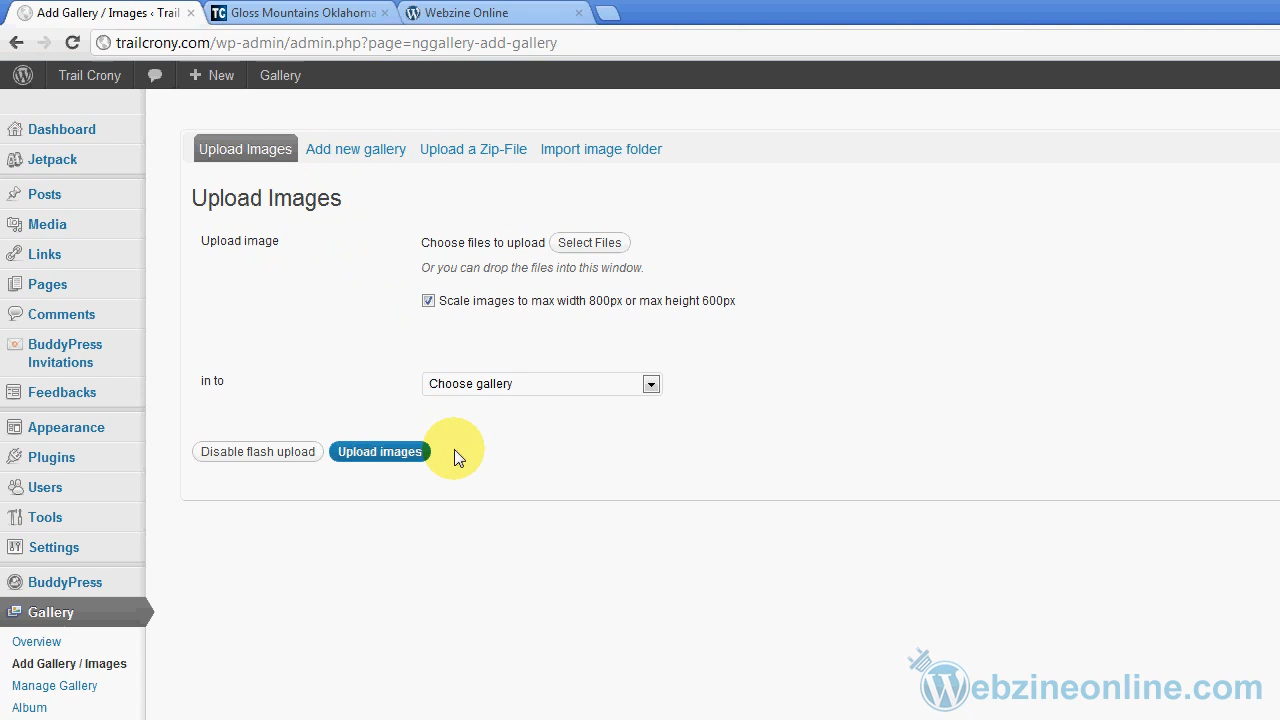 Add Gallery / Images ‹ Trail
Gloss Mountains Oklahoma
Webzine Online
trailcrony.com/wp-admin/admin.php?page=nggallery-add-gallery
Trail Crony
New
Gallery
Dashboard
Jetpack
Posts
Media
Links
Pages
Comments
BuddyPress
Invitations
Feedbacks
Appearance
Plugins
Users
Tools
Settings
BuddyPress
Gallery
Overview
Add Gallery / Images
Manage Gallery
Album
Upload Images Add new gallery Upload a Zip-File Import image folder
Upload Images
Upload image
Choose files to upload Select Files
Or you can drop the files into this window.
Scale images to max width 800px or max height 600px
in to
Choose gallery
Disable flash upload Upload images
Webzineonline.com